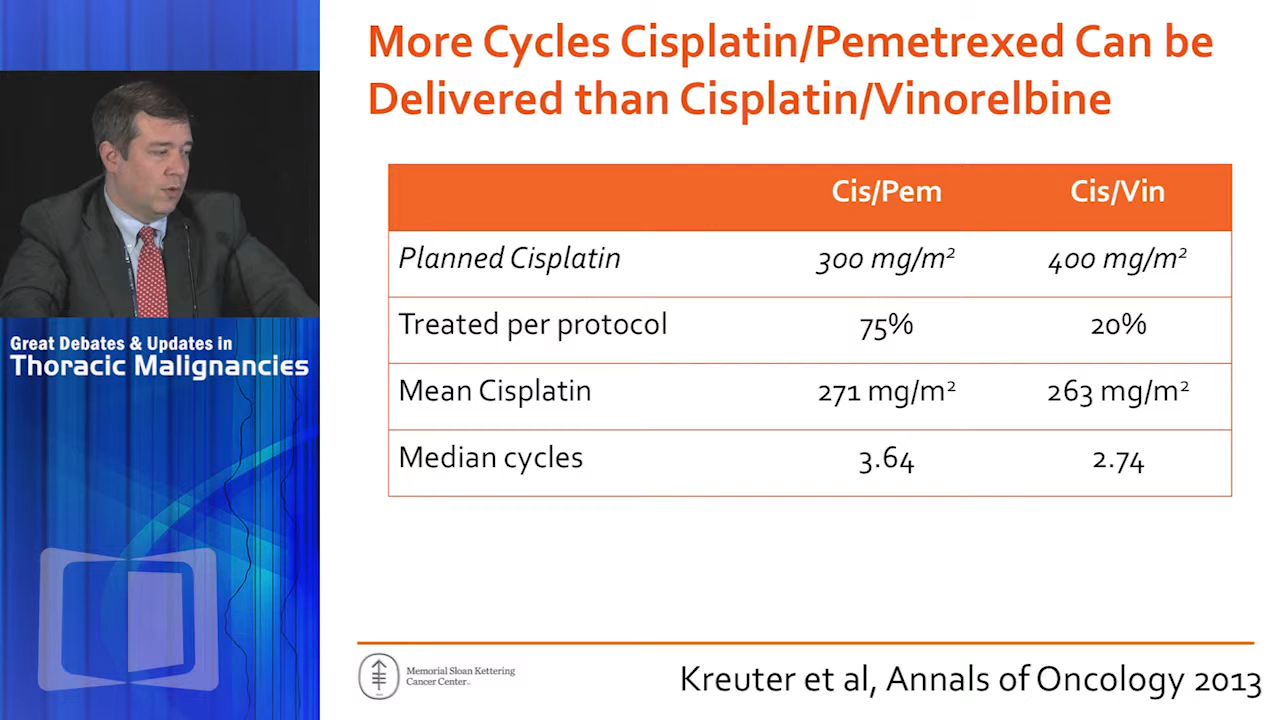 More Cycles Cisplatin/Pemetrexed Can be
Delivered than Cisplatin/Vinorelbine
Cis/Pem Cis/Vin
Planned Cisplatin 300 mg/m² 400 mg/m²
Treated per protocol 75% 20%
Mean Cisplatin 271 mg/m² 263 mg/m²
Median cycles 3.64 2.74
Great Debates & Updates in
Thoracic Malignancies
Memorial Sloan Kettering
Cancer Center
Kreuter et al, Annals of Oncology 2013